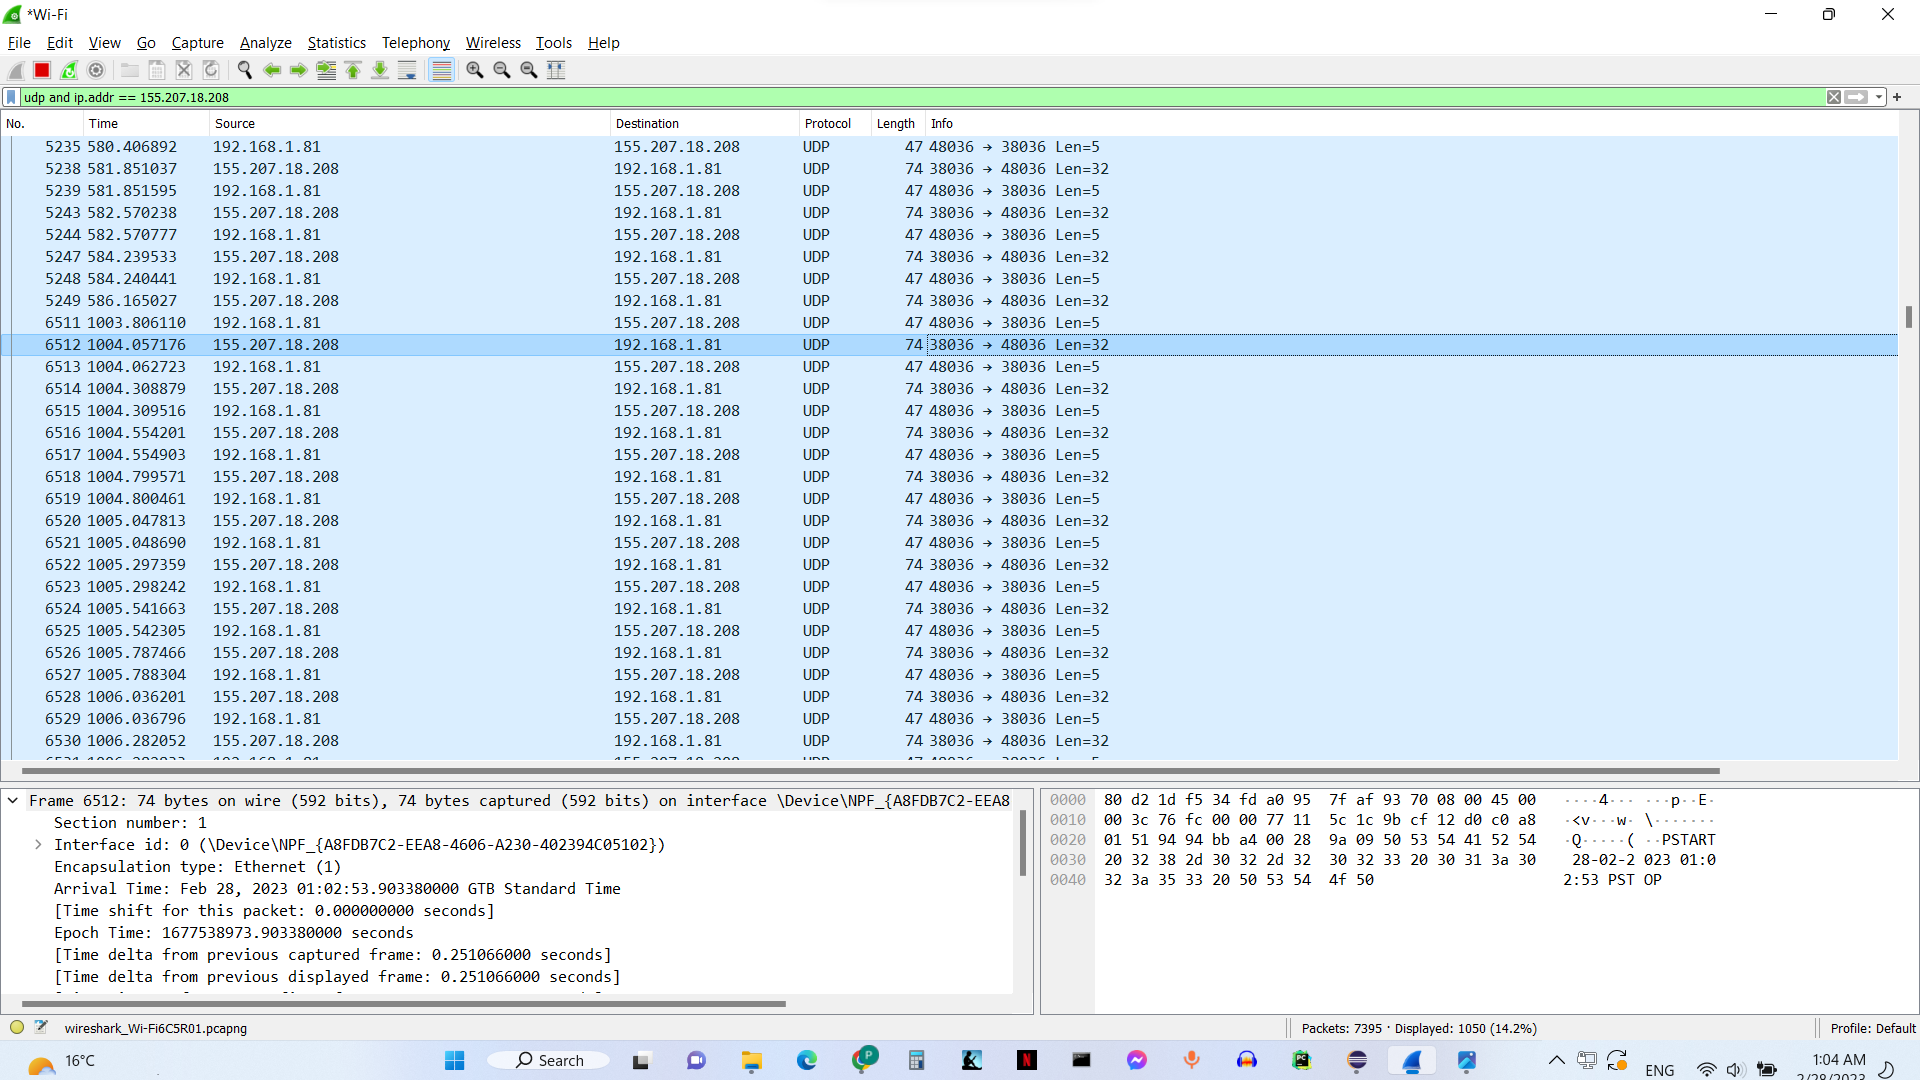 *Wi-Fi
File Edit View Go Capture Analyze Statistics Telephony Wireless Tools Help
udp and ip.addr == 155.207.18.208
No. Time Source Destination Protocol Length Info
5235 580.406892 192.168.1.81 155.207.18.208 UDP 47 48036 → 38036 Len=5
5238 581.851037 155.207.18.208 192.168.1.81 UDP 74 38036 → 48036 Len=32
5239 581.851595 192.168.1.81 155.207.18.208 UDP 47 48036 → 38036 Len=5
5243 582.570238 155.207.18.208 192.168.1.81 UDP 74 38036 → 48036 Len=32
5244 582.570777 192.168.1.81 155.207.18.208 UDP 47 48036 → 38036 Len=5
5247 584.239533 155.207.18.208 192.168.1.81 UDP 74 38036 → 48036 Len=32
5248 584.240441 192.168.1.81 155.207.18.208 UDP 47 48036 → 38036 Len=5
5249 586.165027 155.207.18.208 192.168.1.81 UDP 74 38036 → 48036 Len=32
6511 1003.806110 192.168.1.81 155.207.18.208 UDP 47 48036 → 38036 Len=5
6512 1004.057176 155.207.18.208 192.168.1.81 UDP 74 38036 → 48036 Len=32
6513 1004.062723 192.168.1.81 155.207.18.208 UDP 47 48036 → 38036 Len=5
6514 1004.308879 155.207.18.208 192.168.1.81 UDP 74 38036 → 48036 Len=32
6515 1004.309516 192.168.1.81 155.207.18.208 UDP 47 48036 → 38036 Len=5
6516 1004.554201 155.207.18.208 192.168.1.81 UDP 74 38036 → 48036 Len=32
6517 1004.554903 192.168.1.81 155.207.18.208 UDP 47 48036 → 38036 Len=5
6518 1004.799571 155.207.18.208 192.168.1.81 UDP 74 38036 → 48036 Len=32
6519 1004.800461 192.168.1.81 155.207.18.208 UDP 47 48036 → 38036 Len=5
6520 1005.047813 155.207.18.208 192.168.1.81 UDP 74 38036 → 48036 Len=32
6521 1005.048690 192.168.1.81 155.207.18.208 UDP 47 48036 → 38036 Len=5
6522 1005.297359 155.207.18.208 192.168.1.81 UDP 74 38036 → 48036 Len=32
6523 1005.298242 192.168.1.81 155.207.18.208 UDP 47 48036 → 38036 Len=5
6524 1005.541663 155.207.18.208 192.168.1.81 UDP 74 38036 → 48036 Len=32
6525 1005.542305 192.168.1.81 155.207.18.208 UDP 47 48036 → 38036 Len=5
6526 1005.787466 155.207.18.208 192.168.1.81 UDP 74 38036 → 48036 Len=32
6527 1005.788304 192.168.1.81 155.207.18.208 UDP 47 48036 → 38036 Len=5
6528 1006.036201 155.207.18.208 192.168.1.81 UDP 74 38036 → 48036 Len=32
6529 1006.036796 192.168.1.81 155.207.18.208 UDP 47 48036 → 38036 Len=5
6530 1006.282052 155.207.18.208 192.168.1.81 UDP 74 38036 → 48036 Len=32
Frame 6512: 74 bytes on wire (592 bits), 74 bytes captured (592 bits) on interface \Device\NPF_{A8FDB7C2-EEA8
Section number: 1
Interface id: 0 (\Device\NPF_{A8FDB7C2-EEA8-4606-A230-402394C05102})
Encapsulation type: Ethernet (1)
Arrival Time: Feb 28, 2023 01:02:53.903380000 GTB Standard Time
[Time shift for this packet: 0.000000000 seconds]
Epoch Time: 1677538973.903380000 seconds
[Time delta from previous captured frame: 0.251066000 seconds]
[Time delta from previous displayed frame: 0.251066000 seconds]
0000 80 d2 1d f5 34 fd a0 95 7f af 93 70 08 00 45 00 ····4··· ···p··E·
0010 00 3c 76 fc 00 00 77 11 5c 1c 9b cf 12 d0 c0 a8 ·<v···w· \·······
0020 01 51 94 94 bb a4 00 28 9a 09 50 53 54 41 52 54 ·Q·····( ··PSTART
0030 20 32 38 2d 30 32 2d 32 30 32 33 20 30 31 3a 30 28-02-2 023 01:0
0040 32 3a 35 33 20 50 53 54 4f 50 2:53 PST OP
wireshark_Wi-Fi6C5R01.pcapng
Packets: 7395 · Displayed: 1050 (14.2%)
Profile: Default
16°C
Search
ENG
1:04 AM
2/28/2023